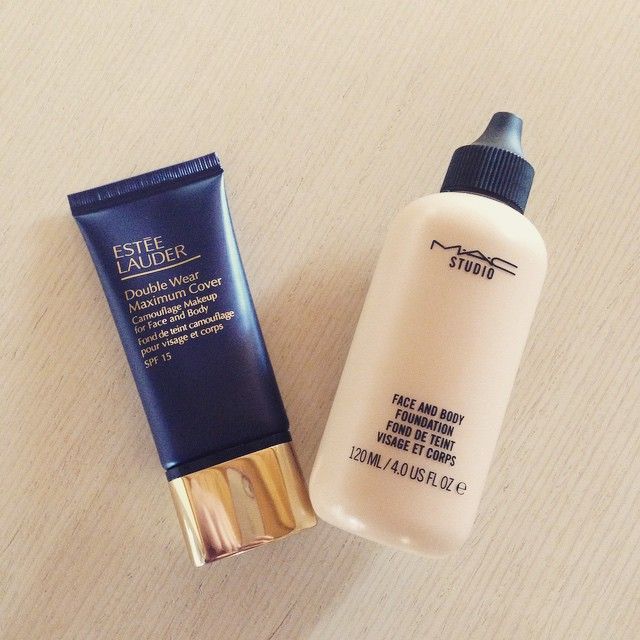 ESTĒE
LAUDER
Double Wear
Maximum Cover
Camouflage Makeup
for Face and Body
Fond de teint camouflage
pour visage et corps
SPF 15
M·A·C
STUDIO
FACE AND BODY
FOUNDATION
FOND DE TEINT
VISAGE ET CORPS
120 ML / 4.0 US FL OZ e